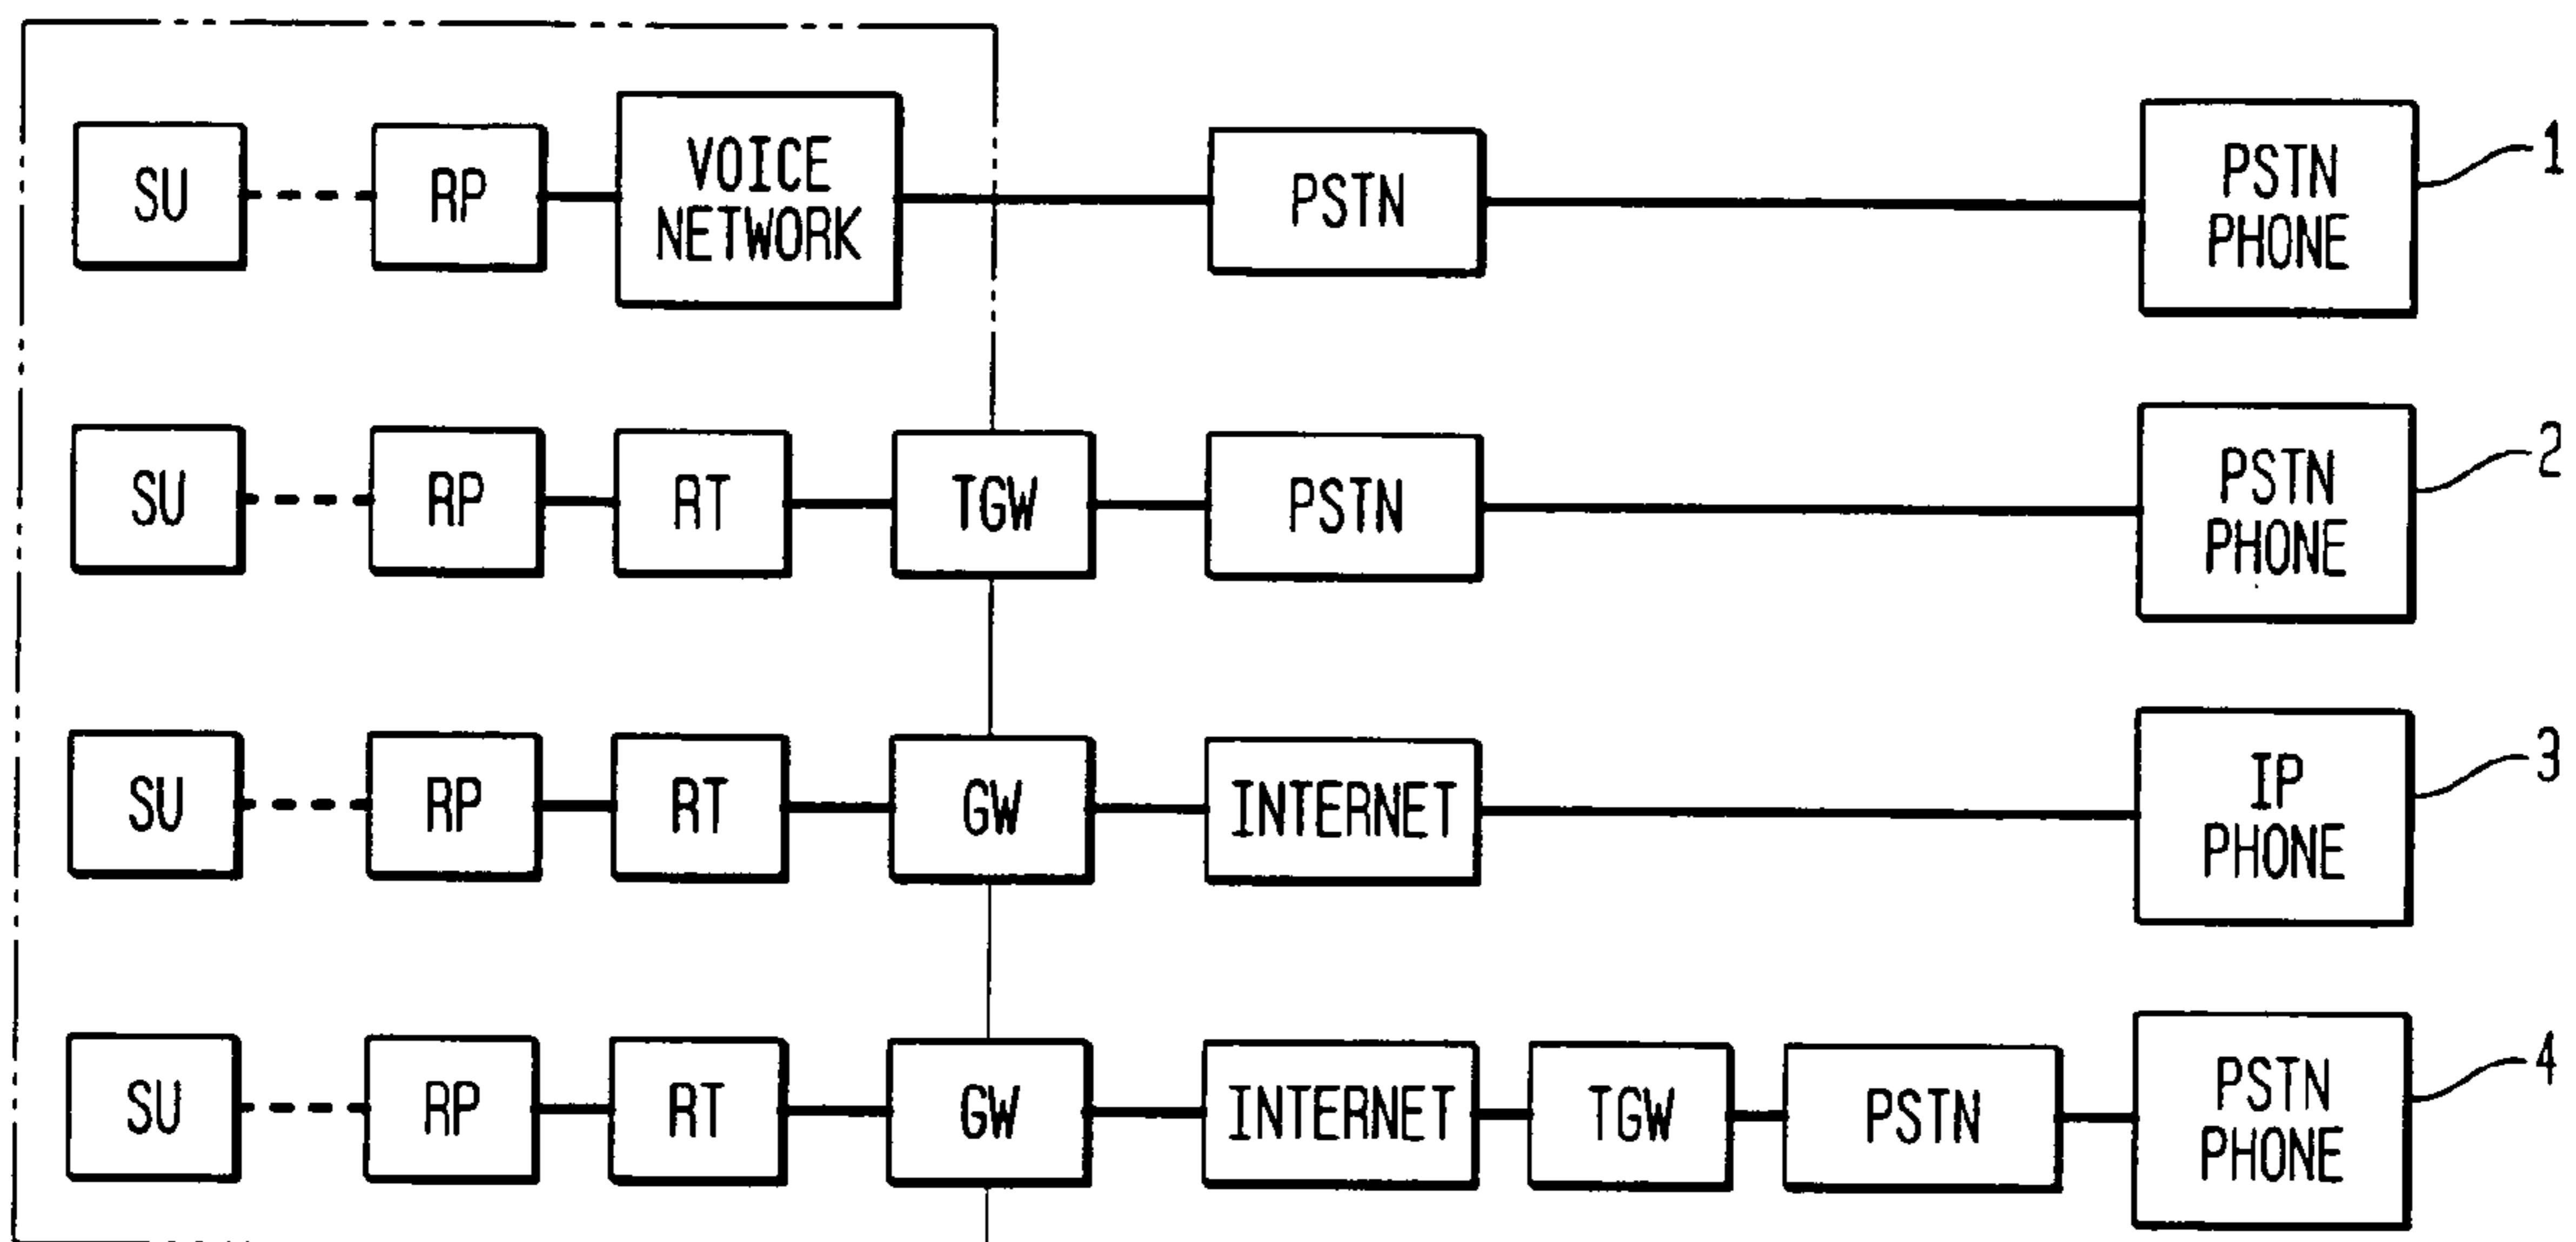 SU
RP
VOICE
NETWORK
PSTN
PSTN
PHONE
1
SU
RP
RT
TGW
PSTN
PSTN
PHONE
2
SU
RP
RT
GW
INTERNET
IP
PHONE
3
SU
RP
RT
GW
INTERNET
TGW
PSTN
PSTN
PHONE
4